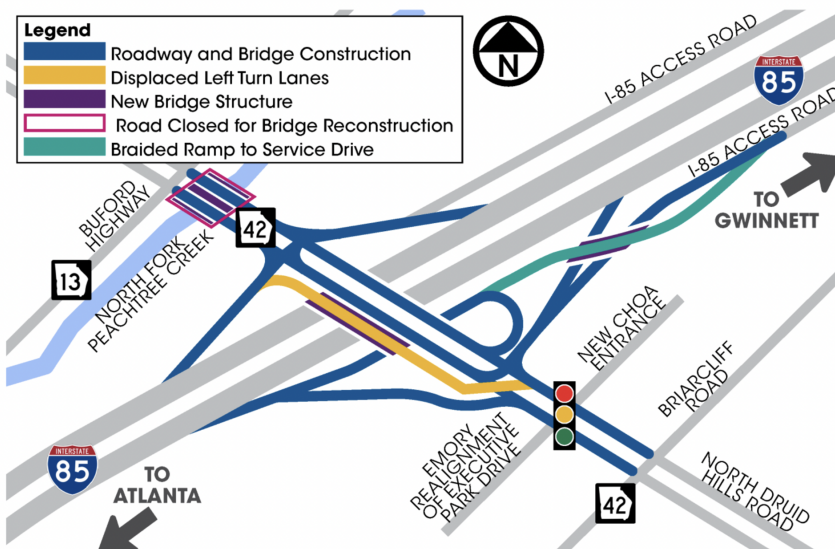 Legend
Roadway and Bridge Construction
Displaced Left Turn Lanes
New Bridge Structure
Road Closed for Bridge Reconstruction
Braided Ramp to Service Drive
N
I-85 ACCESS ROAD
INTERSTATE
85
I-85 ACCESS ROAD
TO
GWINNETT
BUFORD
HIGHWAY
42
13
NORTH FORK
PEACHTREE CREEK
NEW CHOA
ENTRANCE
BRIARCLIFF
ROAD
EMORY
REALIGNMENT
OF EXECUTIVE
PARK DRIVE
INTERSTATE
85
TO
ATLANTA
42
NORTH DRUID
HILLS ROAD